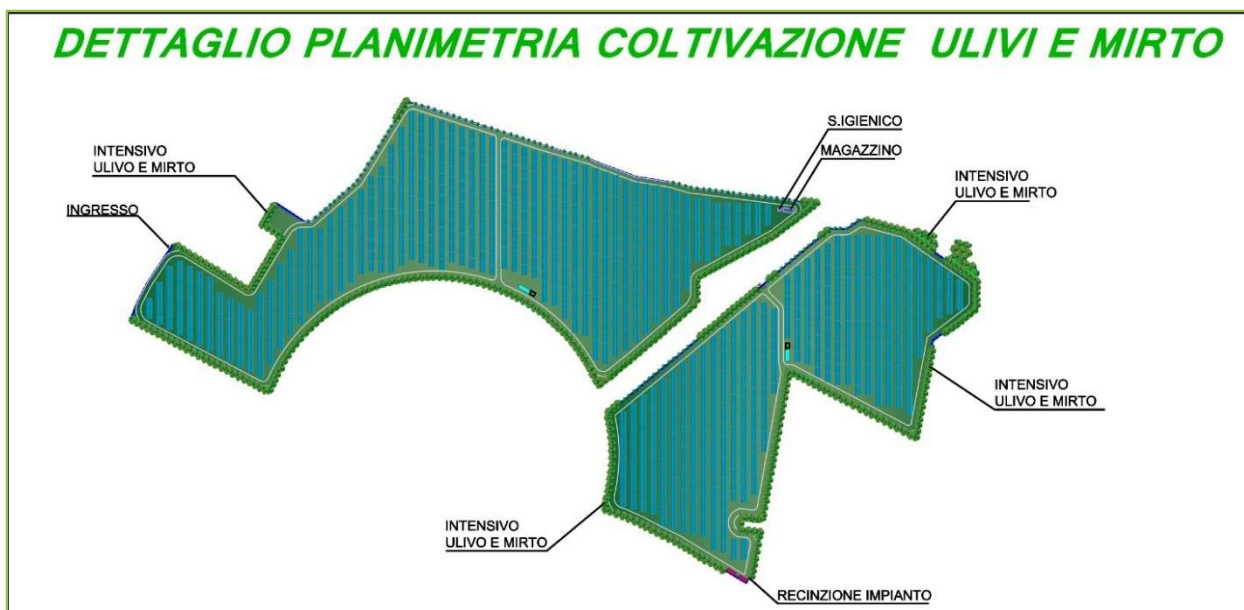 DETTAGLIO PLANIMETRIA COLTIVAZIONE ULIVI E MIRTO
S.IGIENICO
MAGAZZINO
INTENSIVO
ULIVO E MIRTO
INGRESSO
INTENSIVO
ULIVO E MIRTO
INTENSIVO
ULIVO E MIRTO
INTENSIVO
ULIVO E MIRTO
RECINZIONE IMPIANTO